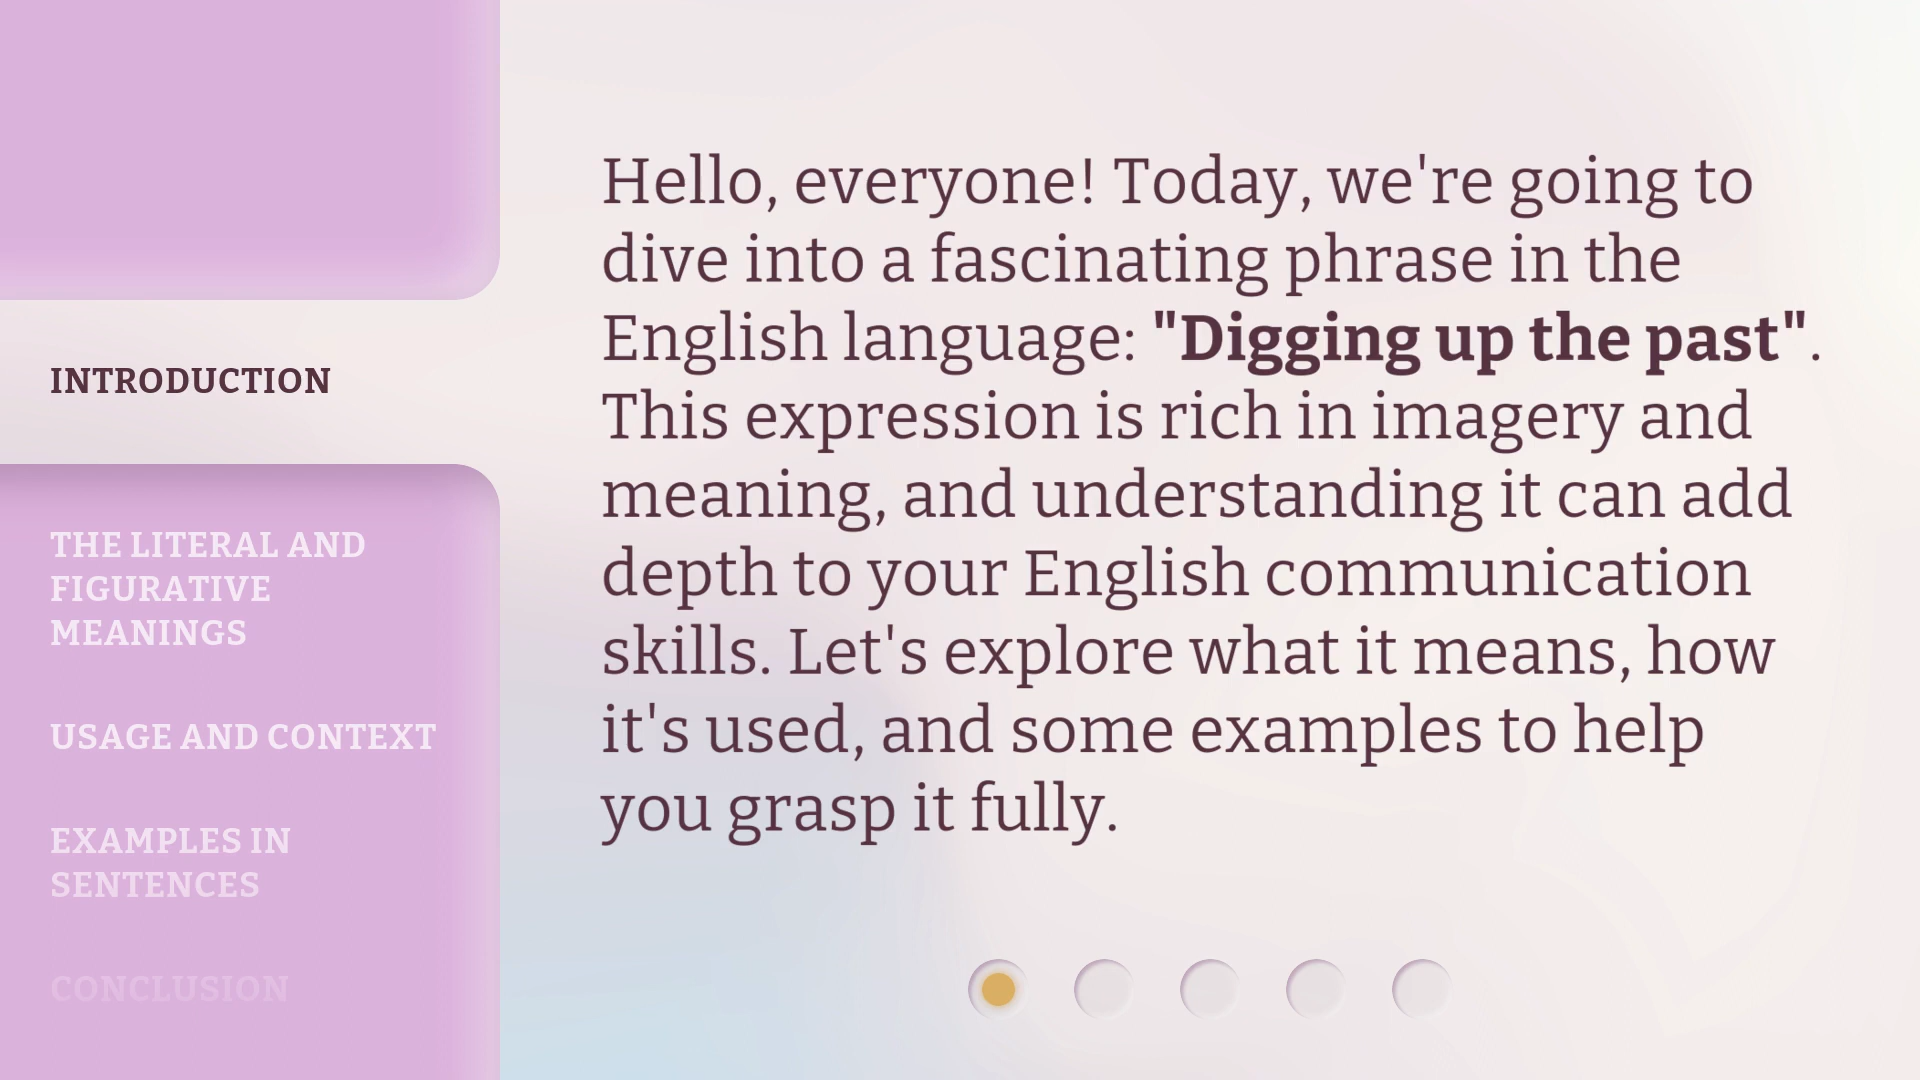 INTRODUCTION
THE LITERAL AND
FIGURATIVE
MEANINGS
USAGE AND CONTEXT
EXAMPLES IN
SENTENCES
CONCLUSION
Hello, everyone! Today, we're going to
dive into a fascinating phrase in the
English language: "Digging up the past".
This expression is rich in imagery and
meaning, and understanding it can add
depth to your English communication
skills. Let's explore what it means, how
it's used, and some examples to help
you grasp it fully.